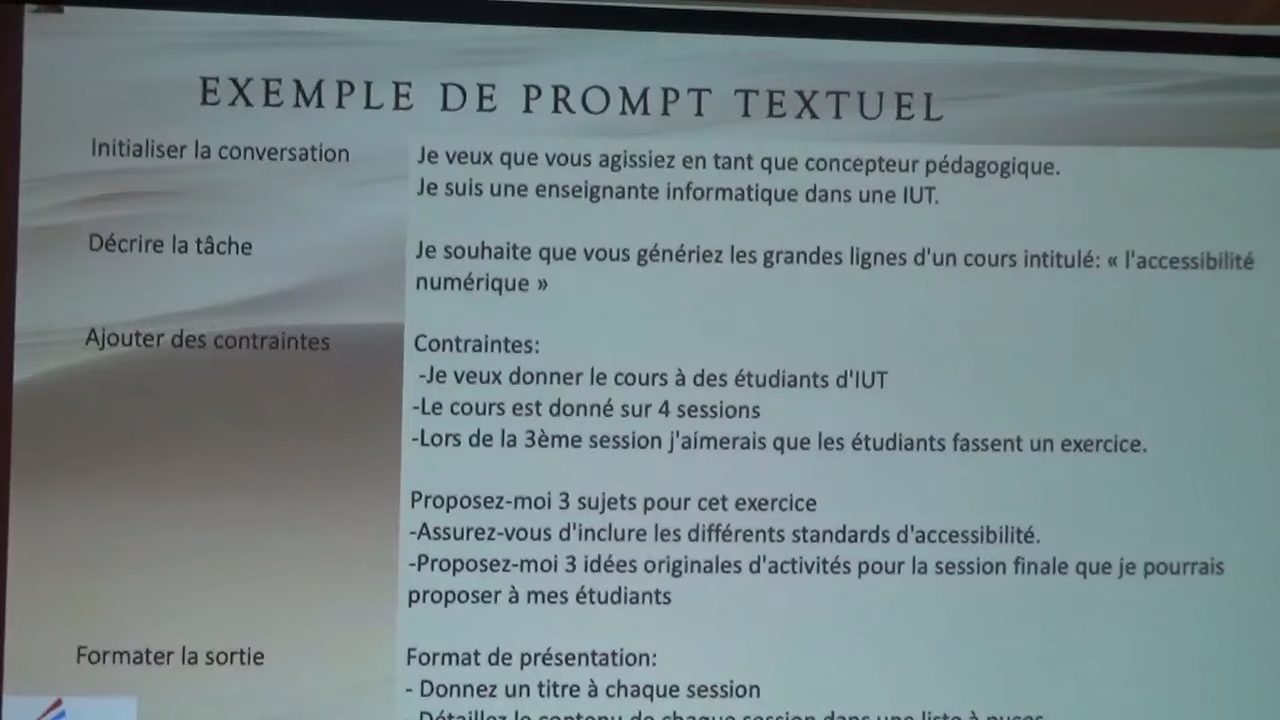 EXEMPLE DE PROMPT TEXTUEL
Initialiser la conversation
Je veux que vous agissiez en tant que concepteur pédagogique.
Je suis une enseignante informatique dans une IUT.
Décrire la tâche
Je souhaite que vous génériez les grandes lignes d'un cours intitulé: « l'accessibilité
numérique »
Ajouter des contraintes
Contraintes:
-Je veux donner le cours à des étudiants d'IUT
-Le cours est donné sur 4 sessions
-Lors de la 3ème session j'aimerais que les étudiants fassent un exercice.
Proposez-moi 3 sujets pour cet exercice
-Assurez-vous d'inclure les différents standards d'accessibilité.
-Proposez-moi 3 idées originales d'activités pour la session finale que je pourrais
proposer à mes étudiants
Formater la sortie
Format de présentation:
- Donnez un titre à chaque session
- Détaillez le contenu de chaque session dans une liste à puces